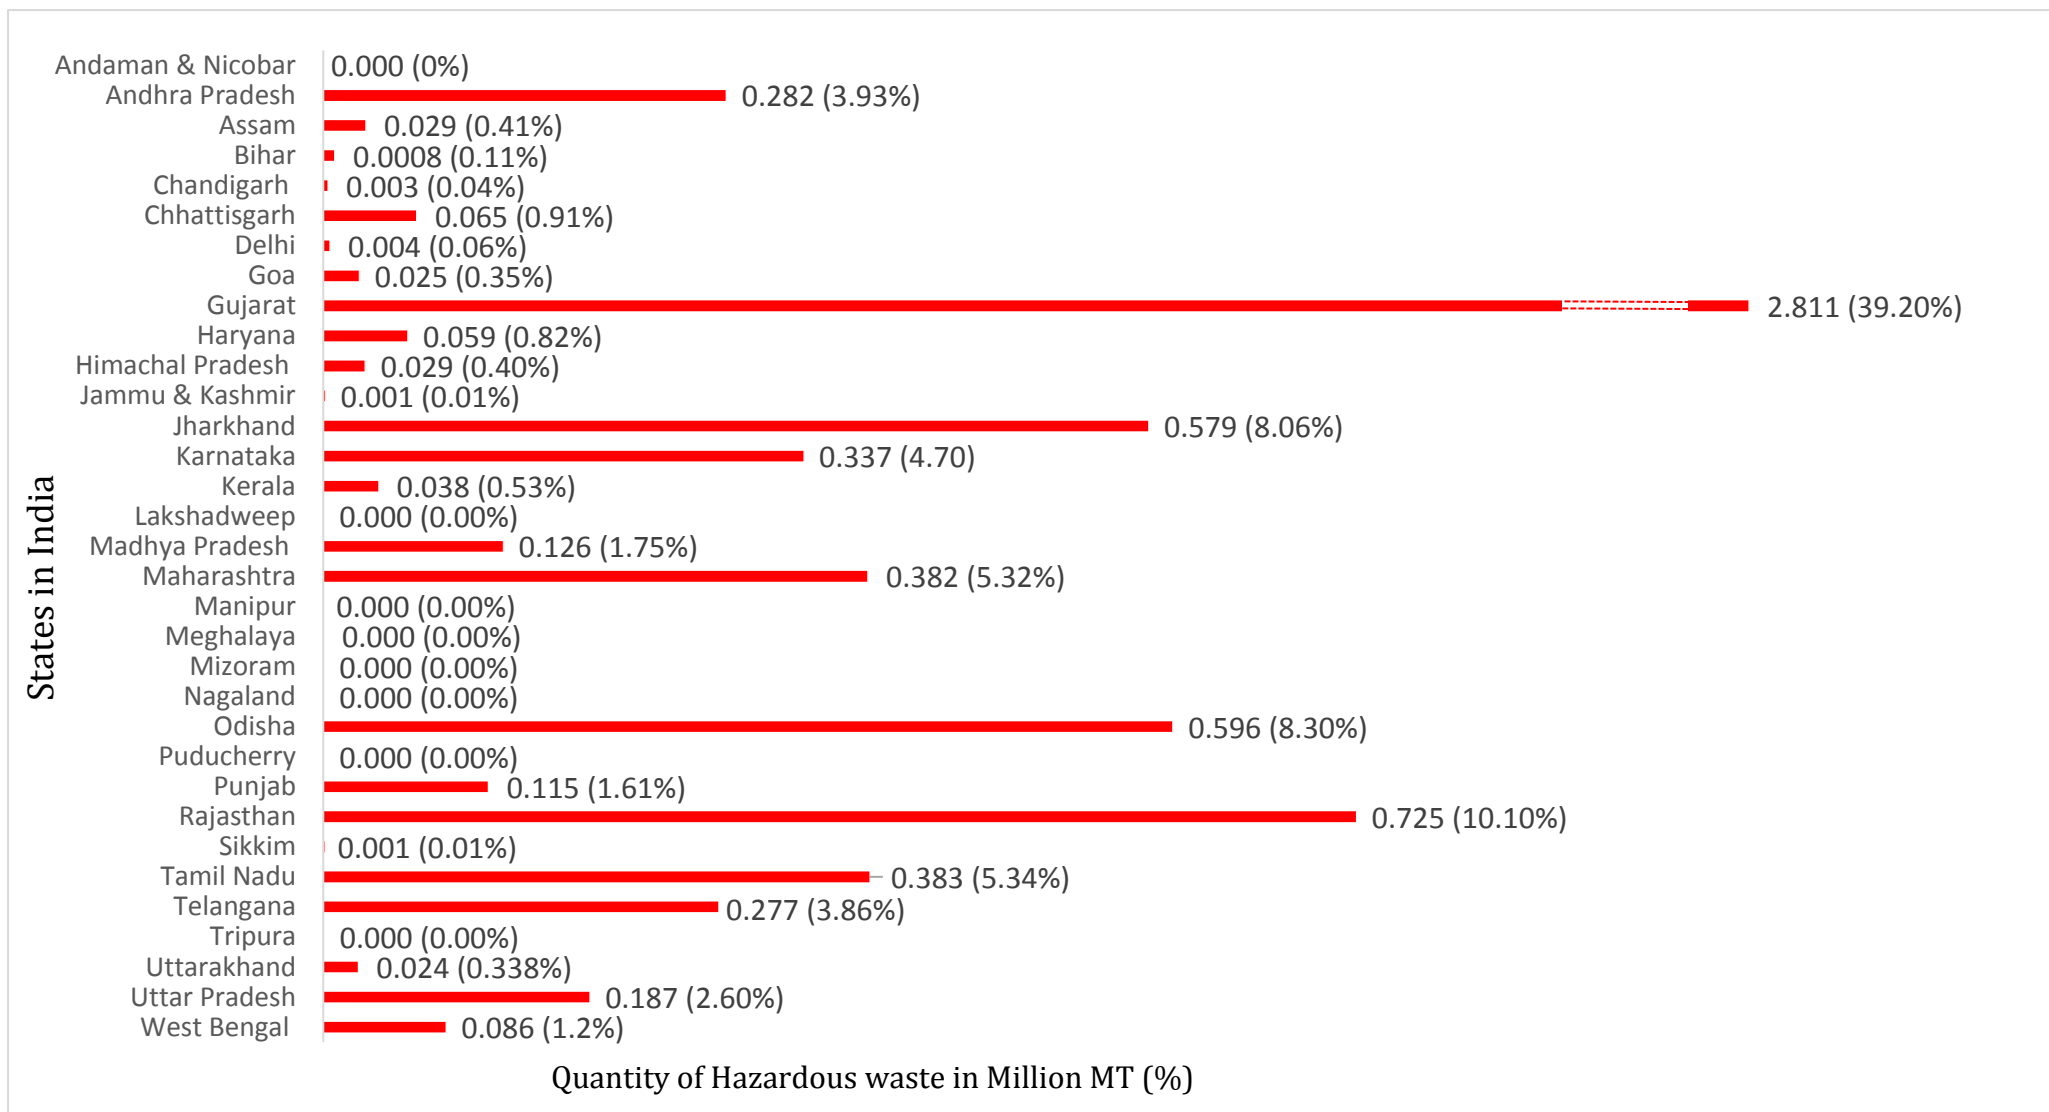 Andaman & Nicobar 0.000 (0%)
Andhra Pradesh 0.282 (3.93%)
Assam 0.029 (0.41%)
Bihar 0.0008 (0.11%)
Chandigarh 0.003 (0.04%)
Chhattisgarh 0.065 (0.91%)
Delhi 0.004 (0.06%)
Goa 0.025 (0.35%)
Gujarat 2.811 (39.20%)
Haryana 0.059 (0.82%)
Himachal Pradesh 0.029 (0.40%)
Jammu & Kashmir 0.001 (0.01%)
Jharkhand 0.579 (8.06%)
Karnataka 0.337 (4.70)
Kerala 0.038 (0.53%)
Lakshadweep 0.000 (0.00%)
Madhya Pradesh 0.126 (1.75%)
Maharashtra 0.382 (5.32%)
Manipur 0.000 (0.00%)
Meghalaya 0.000 (0.00%)
Mizoram 0.000 (0.00%)
Nagaland 0.000 (0.00%)
Odisha 0.596 (8.30%)
Puducherry 0.000 (0.00%)
Punjab 0.115 (1.61%)
Rajasthan 0.725 (10.10%)
Sikkim 0.001 (0.01%)
Tamil Nadu 0.383 (5.34%)
Telangana 0.277 (3.86%)
Tripura 0.000 (0.00%)
Uttarakhand 0.024 (0.338%)
Uttar Pradesh 0.187 (2.60%)
West Bengal 0.086 (1.2%)
States in India
Quantity of Hazardous waste in Million MT (%)